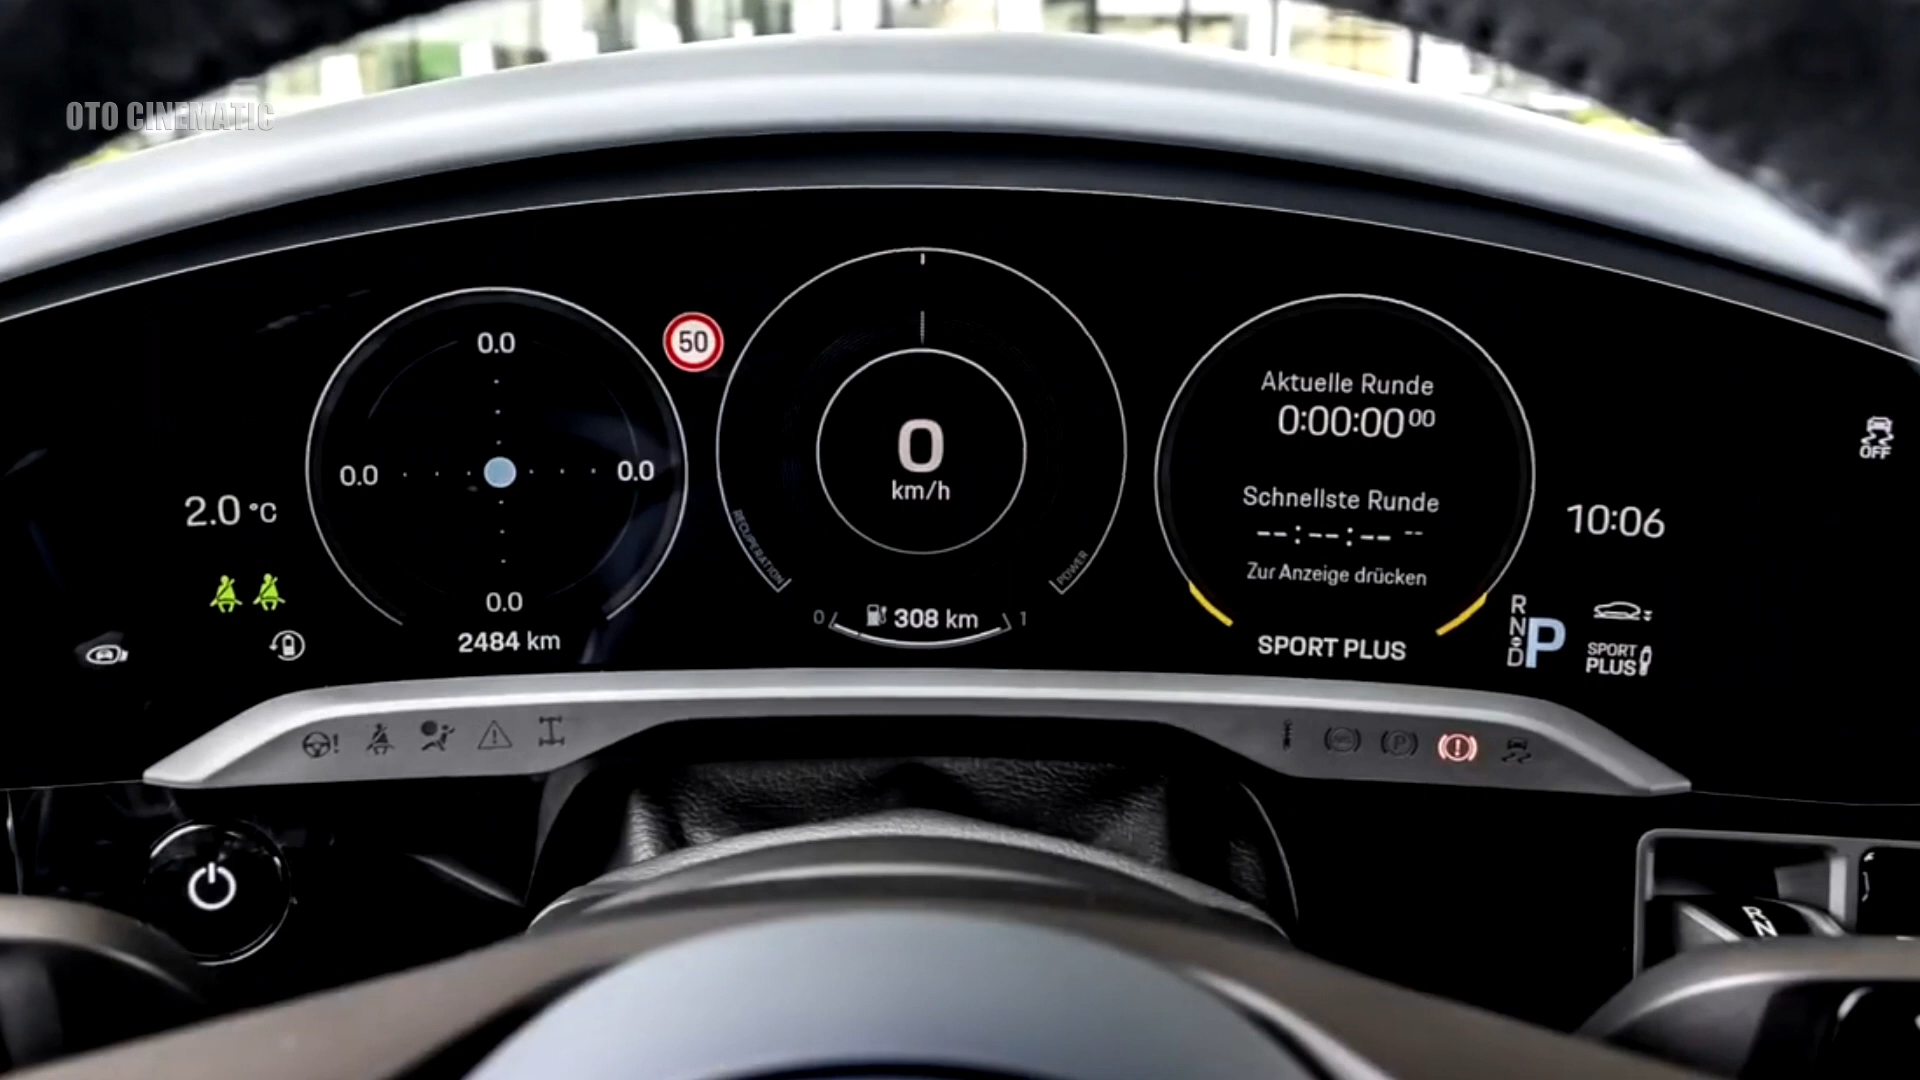 OTO CINEMATIC
0.0
50
0.0
0.0
0.0
2.0 °C
2484 km
0
km/h
RECUPERATION
POWER
0
308 km
1
Aktuelle Runde
0:00:00 00
Schnellste Runde
--:--:-- --
Zur Anzeige drücken
SPORT PLUS
OFF
10:06
R
N
D
P
SPORT
PLUS
P
RN